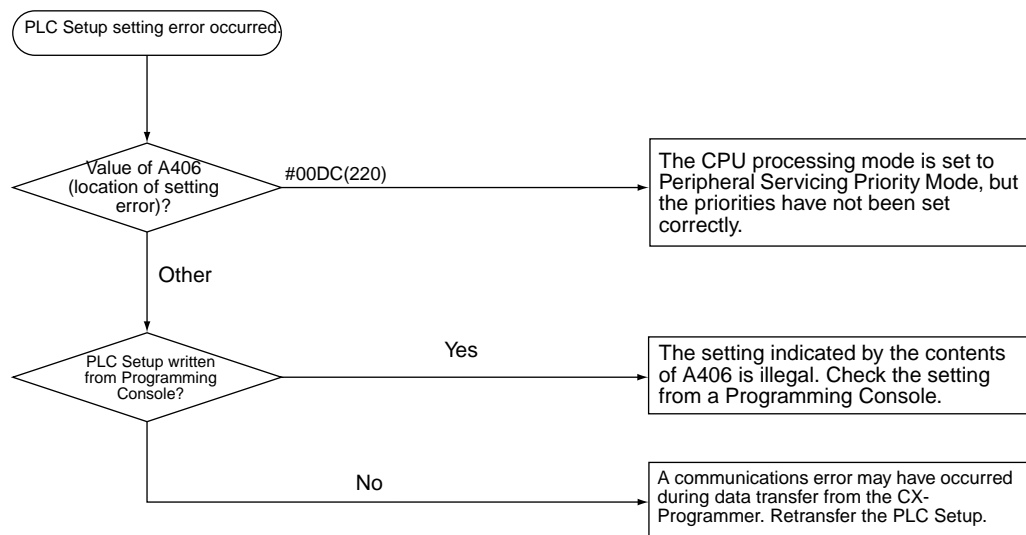 PLC Setup setting error occurred.
Value of A406
(location of setting
error)?
#00DC(220)
The CPU processing mode is set to
Peripheral Servicing Priority Mode, but
the priorities have not been set
correctly.
Other
PLC Setup written
from Programming
Console?
Yes
The setting indicated by the contents
of A406 is illegal. Check the setting
from a Programming Console.
No
A communications error may have occurred
during data transfer from the CX-
Programmer. Retransfer the PLC Setup.